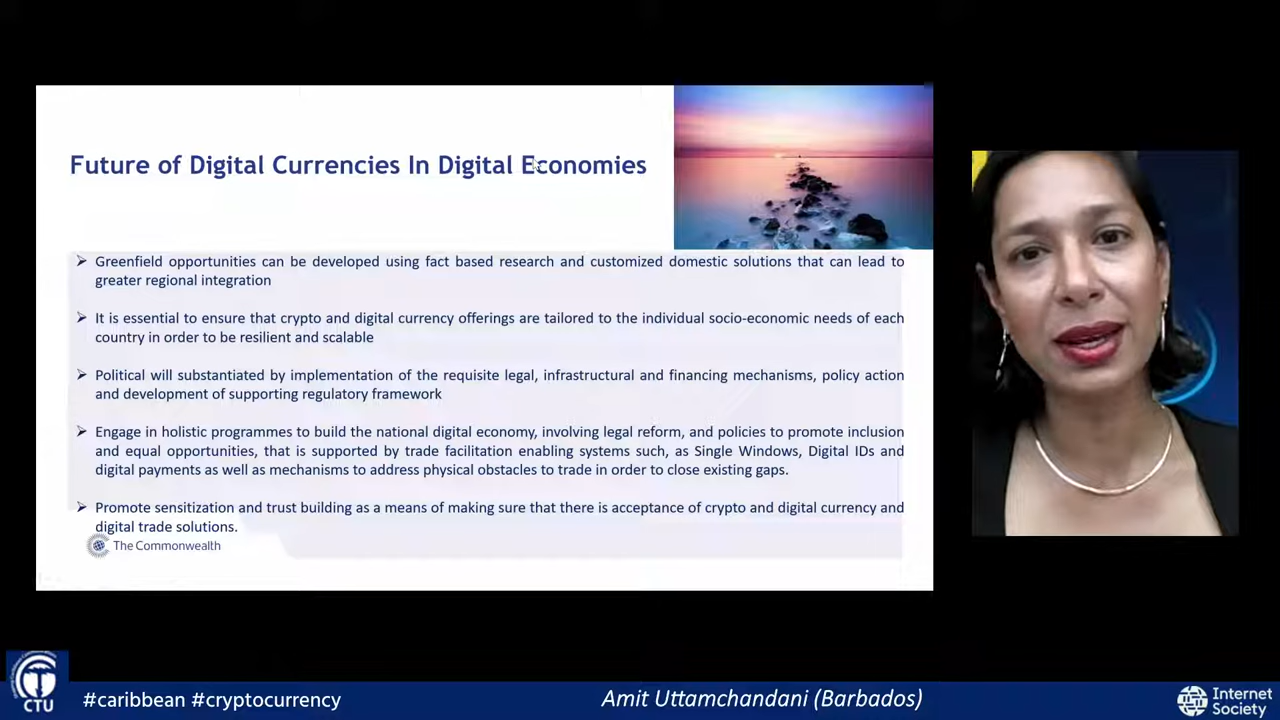 Future of Digital Currencies In Digital Economies
➢ Greenfield opportunities can be developed using fact based research and customized domestic solutions that can lead to
greater regional integration
➢ It is essential to ensure that crypto and digital currency offerings are tailored to the individual socio-economic needs of each
country in order to be resilient and scalable
➢ Political will substantiated by implementation of the requisite legal, infrastructural and financing mechanisms, policy action
and development of supporting regulatory framework
➢ Engage in holistic programmes to build the national digital economy, involving legal reform, and policies to promote inclusion
and equal opportunities, that is supported by trade facilitation enabling systems such, as Single Windows, Digital IDs and
digital payments as well as mechanisms to address physical obstacles to trade in order to close existing gaps.
➢ Promote sensitization and trust building as a means of making sure that there is acceptance of crypto and digital currency and
digital trade solutions.
The Commonwealth
CTU
#caribbean #cryptocurrency
Amit Uttamchandani (Barbados)
Internet
Society